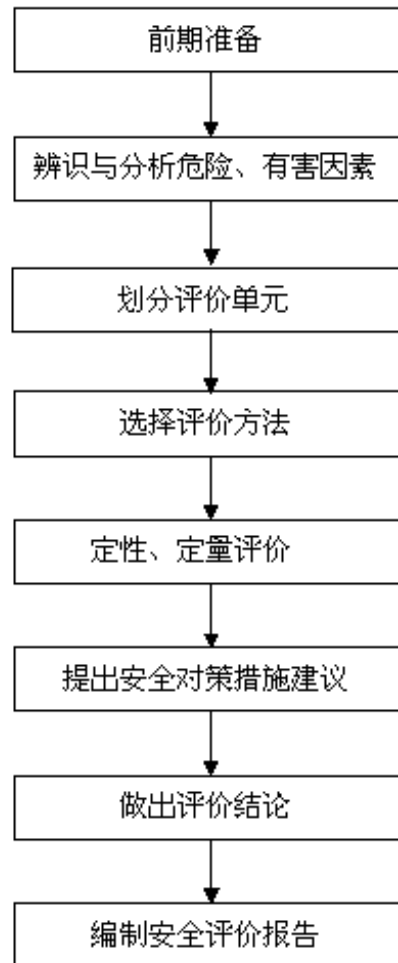 前期准备
辨识与分析危险、有害因素
划分评价单元
选择评价方法
定性、定量评价
提出安全对策措施建议
做出评价结论
编制安全评价报告